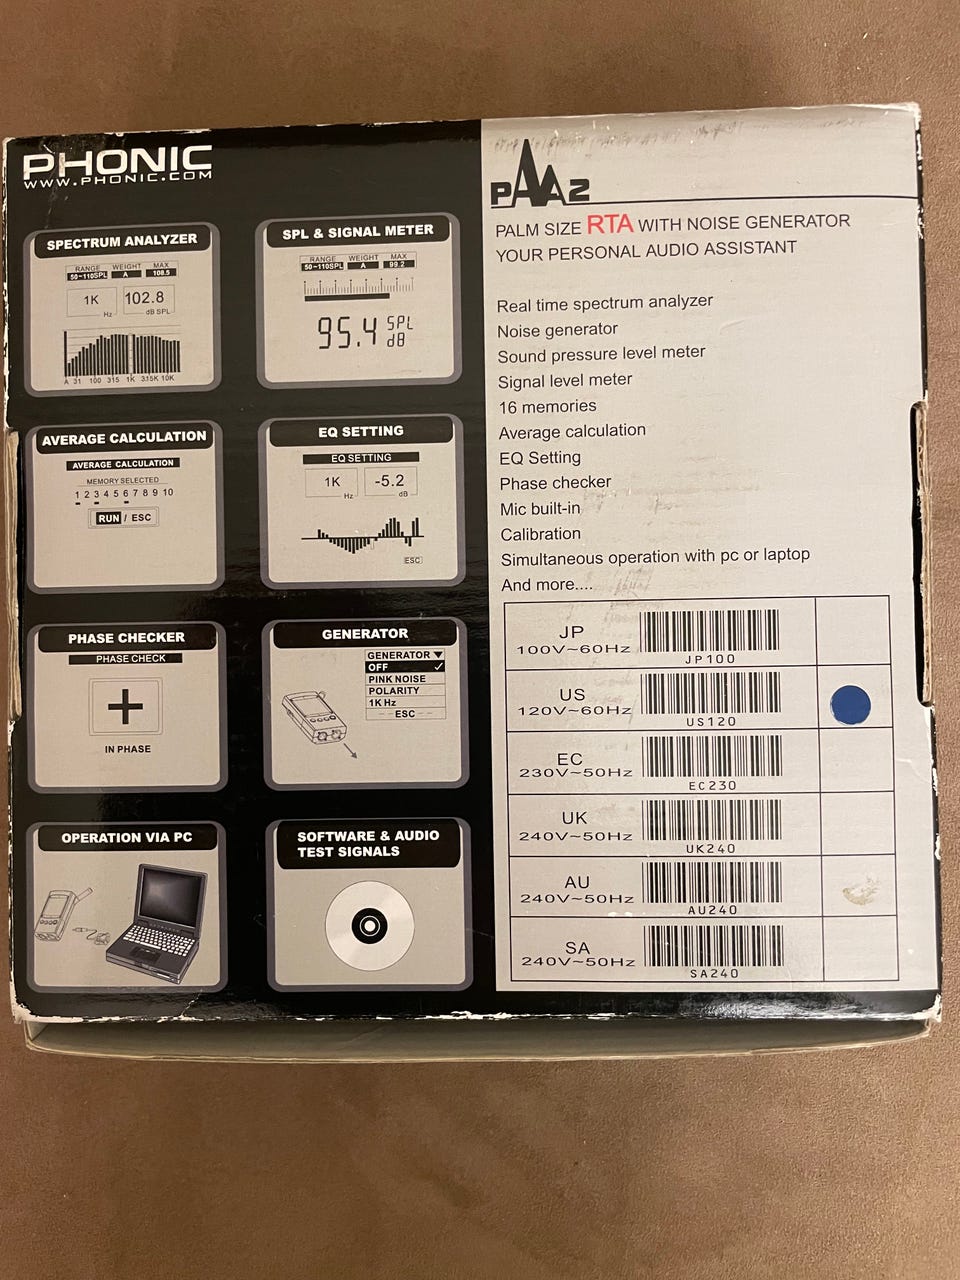 PHONIC
WWW.PHONIC.COM
SPECTRUM ANALYZER
RANGE WEIGHT MAX
50~110SPL A 108.5
1K Hz 102.8 dB SPL
A 31 100 315 1K 3.15K 10K
SPL & SIGNAL METER
RANGE WEIGHT MAX
50~110SPL A 99.2
95.4 SPL dB
AVERAGE CALCULATION
AVERAGE CALCULATION
MEMORY SELECTED
1 2 3 4 5 6 7 8 9 10
RUN / ESC
EQ SETTING
EQ SETTING
1K Hz -5.2 dB
ESC
PHASE CHECKER
PHASE CHECK
+
IN PHASE
GENERATOR
GENERATOR ▼
OFF ✓
PINK NOISE
POLARITY
1K Hz
ESC
OPERATION VIA PC
SOFTWARE & AUDIO
TEST SIGNALS
PAA2
PALM SIZE RTA WITH NOISE GENERATOR
YOUR PERSONAL AUDIO ASSISTANT
Real time spectrum analyzer
Noise generator
Sound pressure level meter
Signal level meter
16 memories
Average calculation
EQ Setting
Phase checker
Mic built-in
Calibration
Simultaneous operation with pc or laptop
And more....
JP
100V~60Hz
JP100
US
120V~60Hz
US120
EC
230V~50Hz
EC230
UK
240V~50Hz
UK240
AU
240V~50Hz
AU240
SA
240V~50Hz
SA240